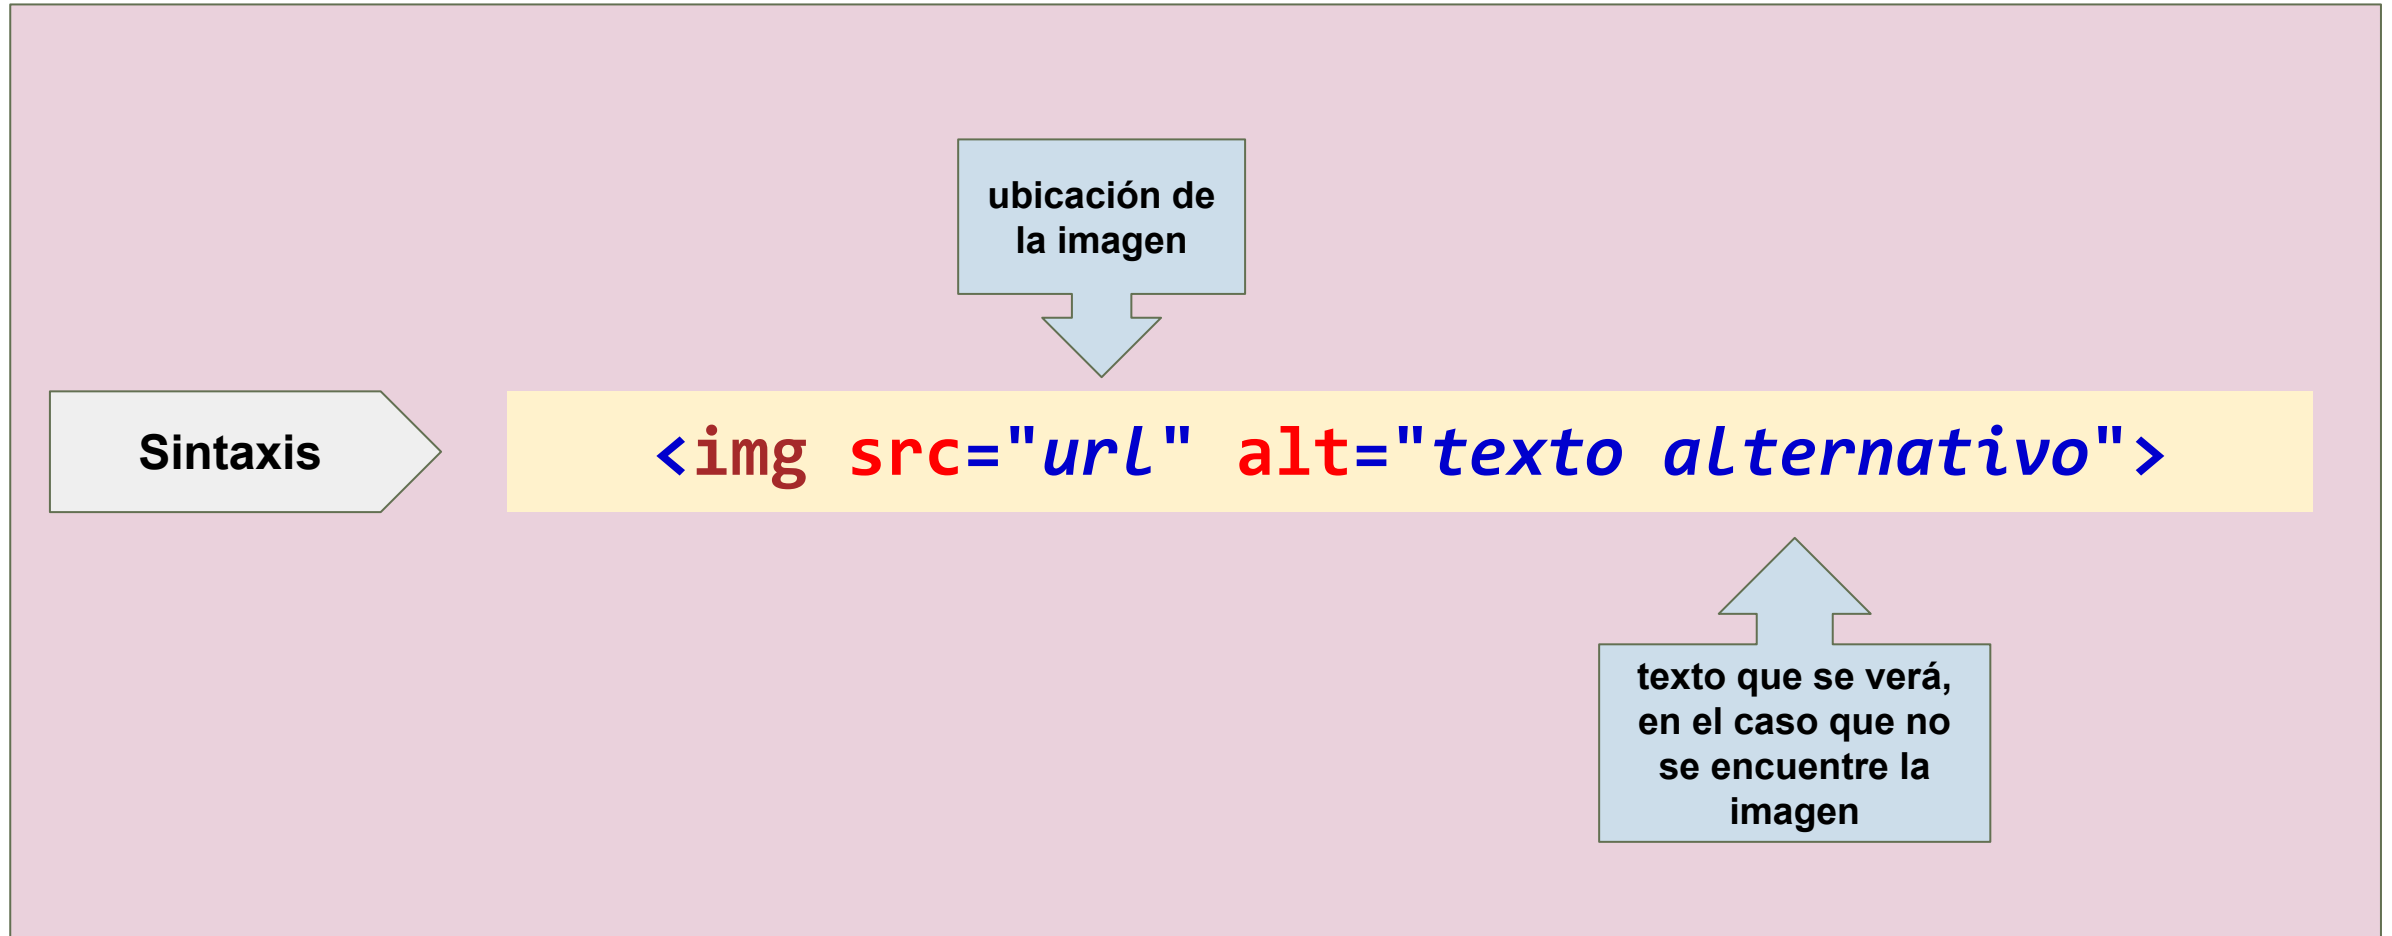 ubicación de
la imagen
Sintaxis
<img src="url" alt="texto alternativo">
texto que se verá,
en el caso que no
se encuentre la
imagen